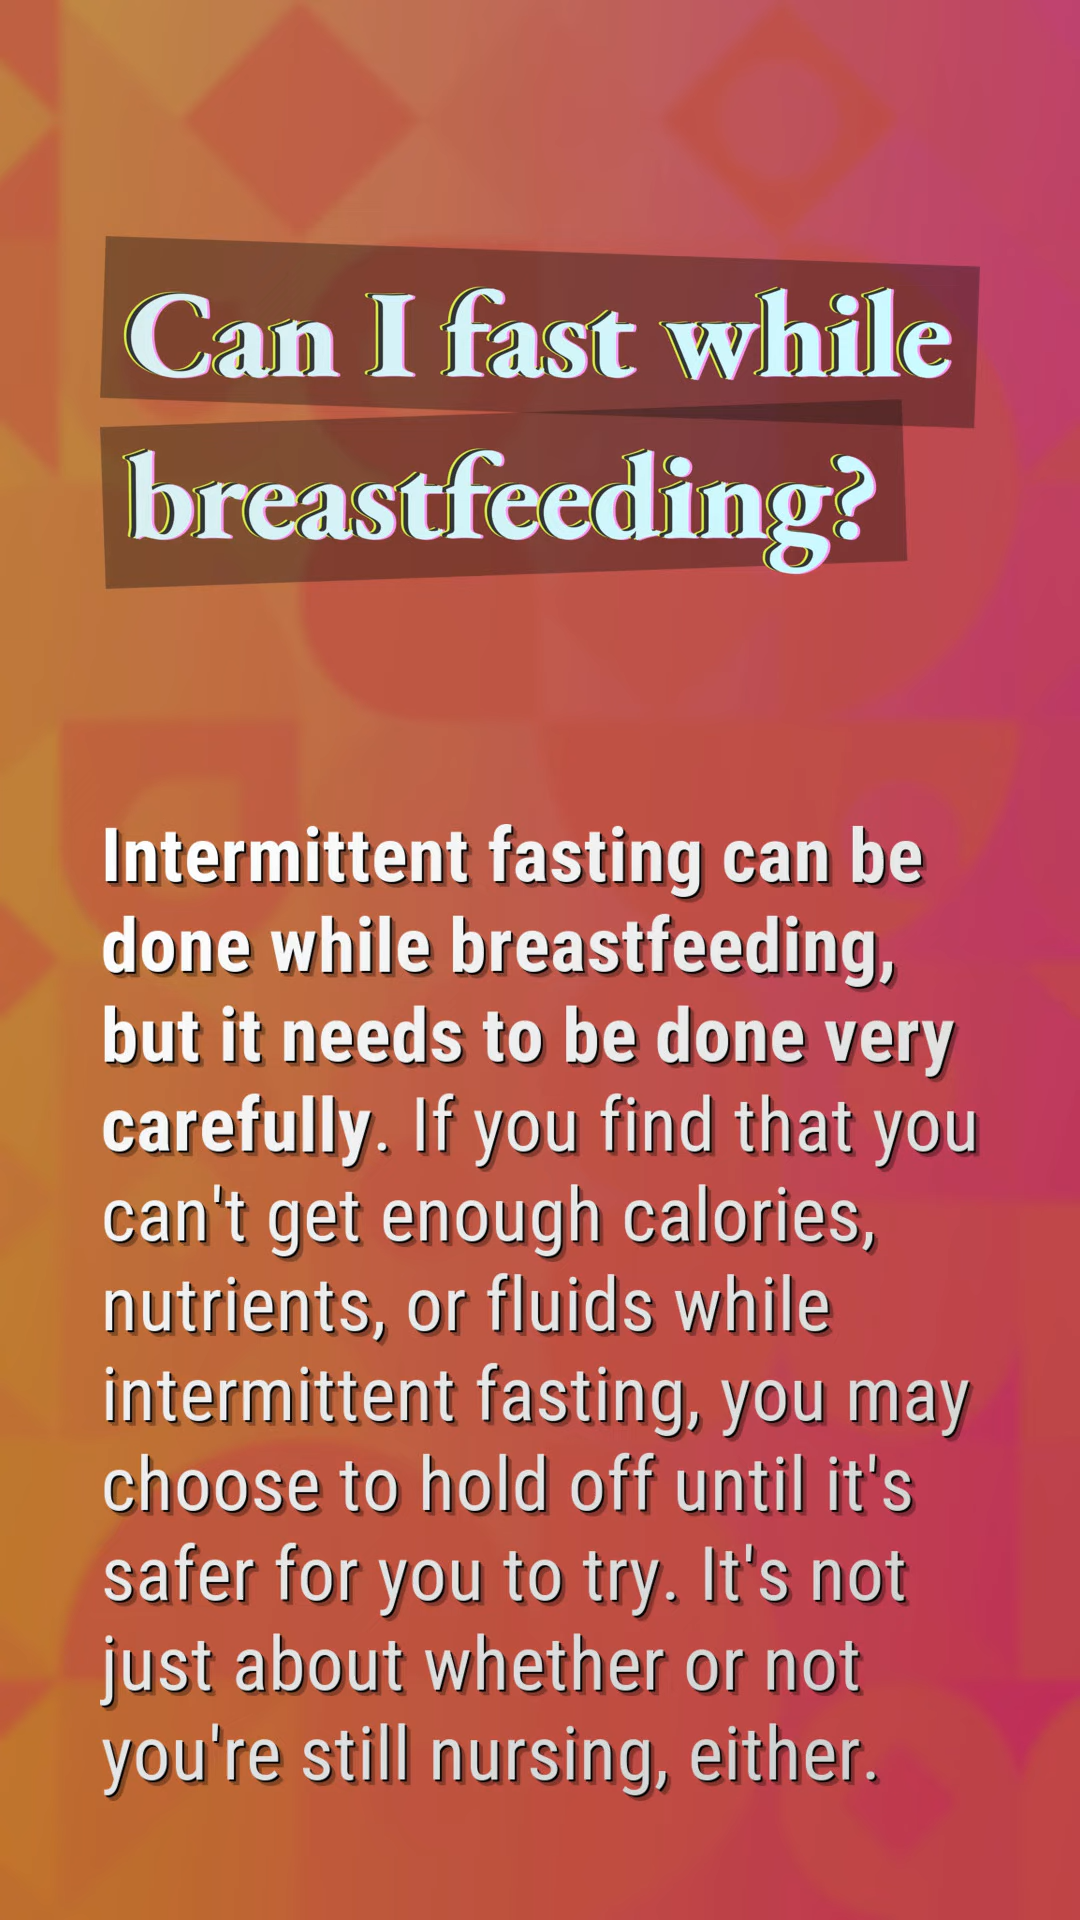 Can I fast while
breastfeeding?
Intermittent fasting can be
done while breastfeeding,
but it needs to be done very
carefully. If you find that you
can't get enough calories,
nutrients, or fluids while
intermittent fasting, you may
choose to hold off until it's
safer for you to try. It's not
just about whether or not
you're still nursing, either.